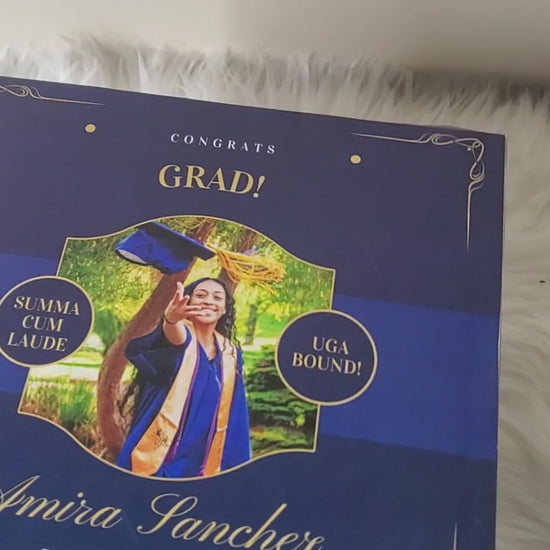 CONGRATS
GRAD!
SUMMA
CUM
LAUDE
UGA
BOUND!
Amira Sanchez